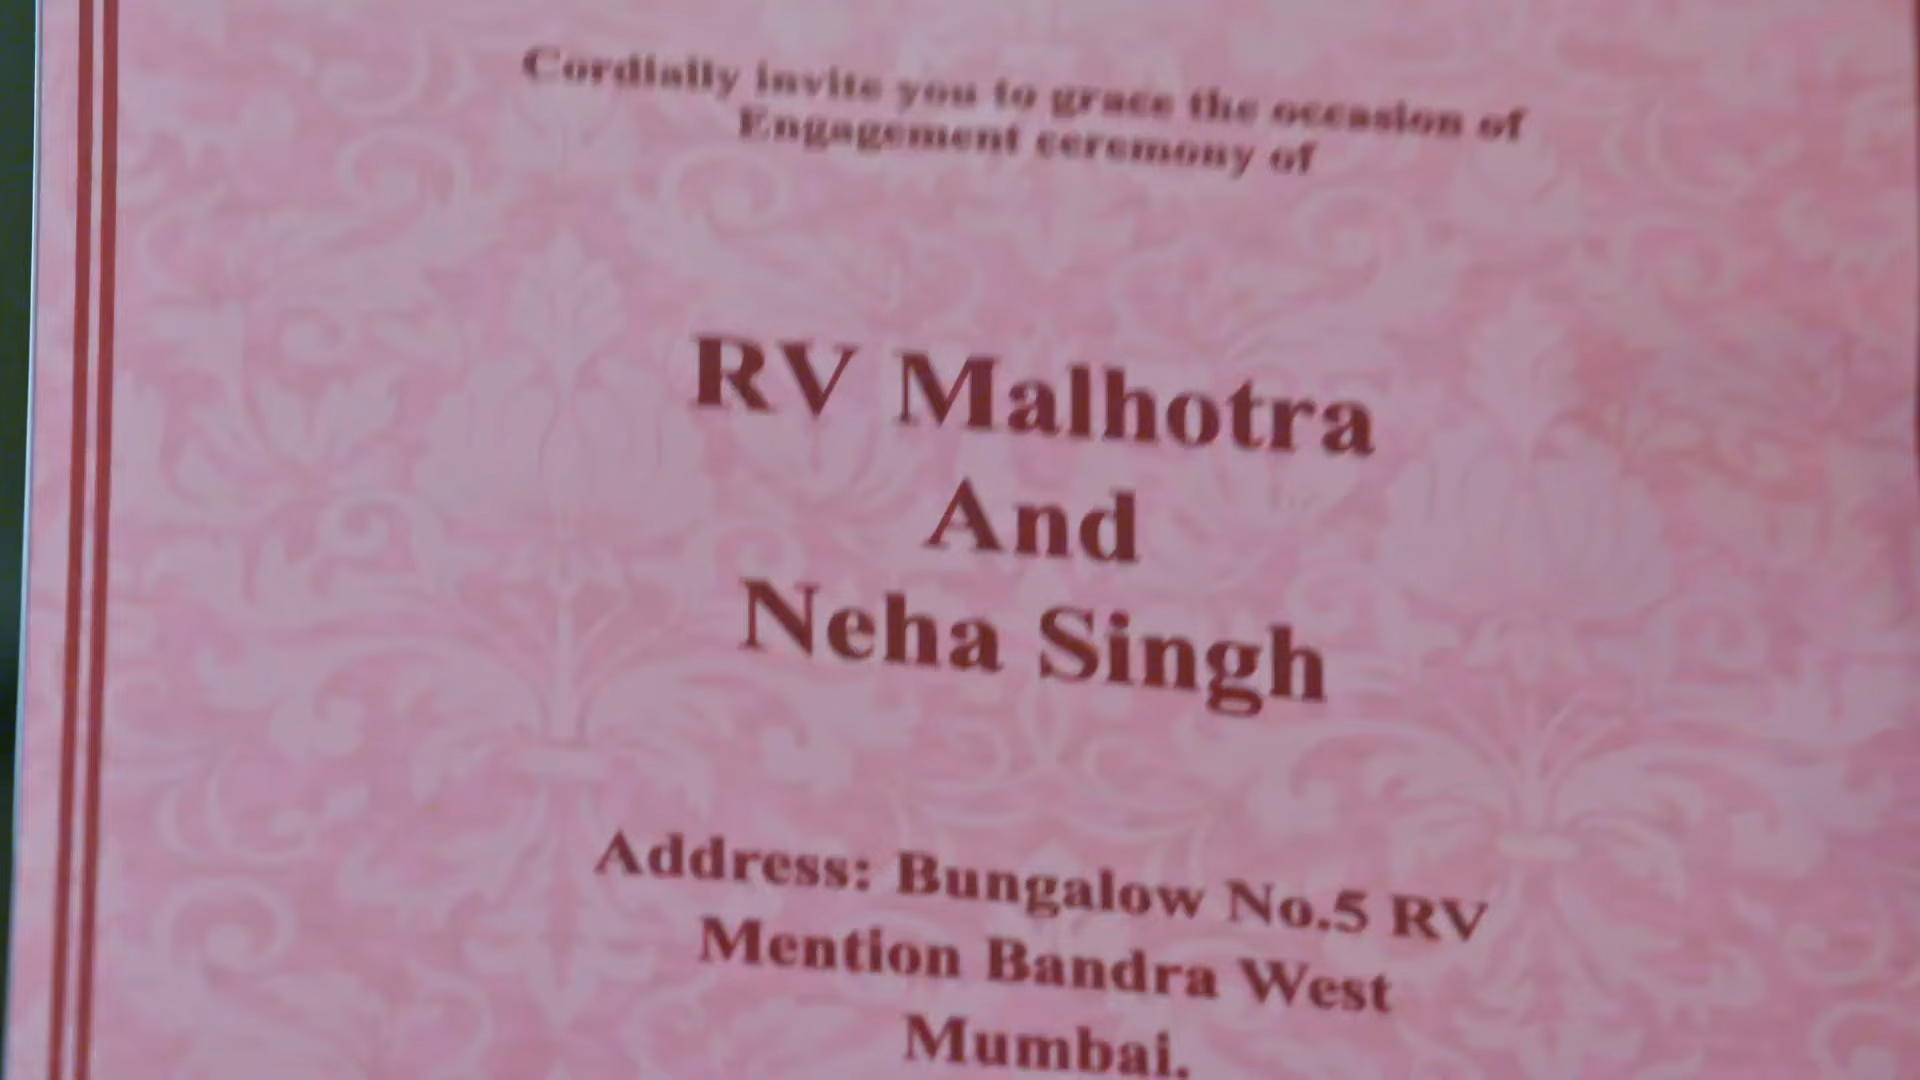 Cordially invite you to grace the occasion of
Engagement ceremony of
RV Malhotra
And
Neha Singh
Address: Bungalow No.5 RV
Mention Bandra West
Mumbai.